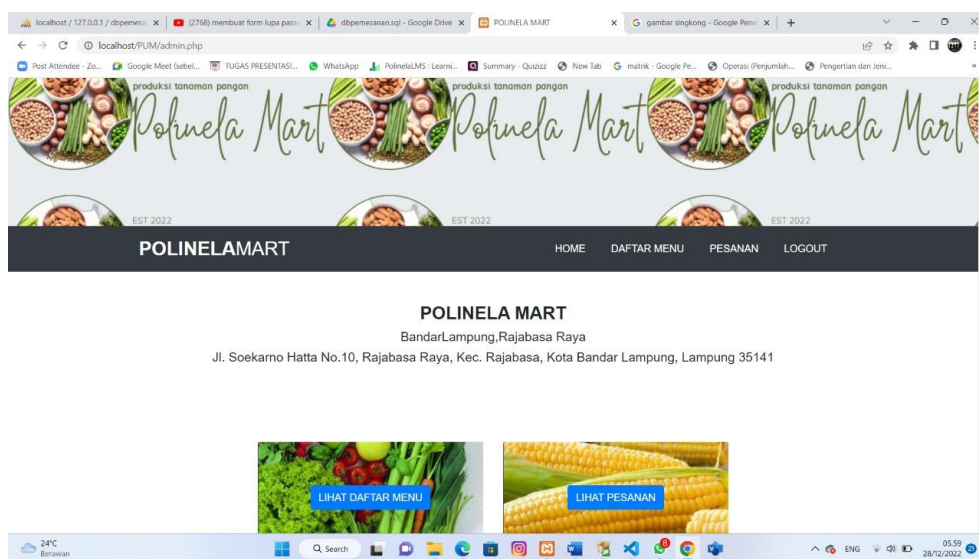 localhost / 127.0.0.1 / dbpemesa
(2768) membuat form lupa passw
dbpemesanan.sql - Google Drive
POLINELA MART
gambar singkong - Google Penel
localhost/PUM/admin.php
Post Attendee - Zo...
Google Meet (sebel...
TUGAS PRESENTASI...
WhatsApp
PolinelaLMS : Learni...
Summary - Quizizz
New Tab
matrik - Google Pe...
Operasi (Penjumlah...
Pengertian dan Jeni...
»
produksi tanaman pangan
produksi tanaman pangan
produksi tanaman pangan
Polinela Mart
Polinela Mart
Polinela Mart
EST 2022
EST 2022
EST 2022
POLINELAMART
HOME
DAFTAR MENU
PESANAN
LOGOUT
POLINELA MART
BandarLampung,Rajabasa Raya
Jl. Soekarno Hatta No.10, Rajabasa Raya, Kec. Rajabasa, Kota Bandar Lampung, Lampung 35141
LIHAT DAFTAR MENU
LIHAT PESANAN
24°C
Berawan
Search
8
ENG
05.59
28/12/2022